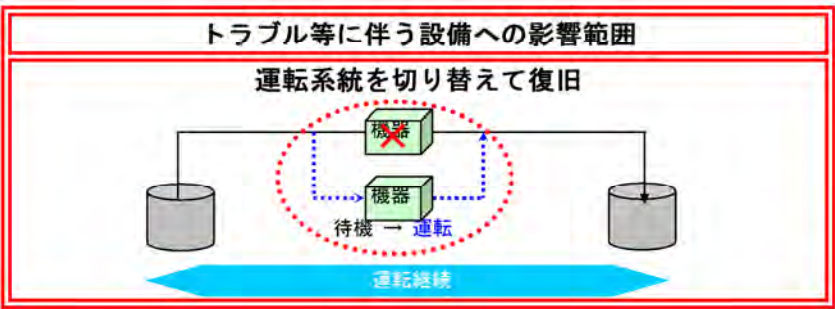 トラブル等に伴う設備への影響範囲
運転系統を切り替えて復旧
機器
機器
待機 → 運転
運転継続